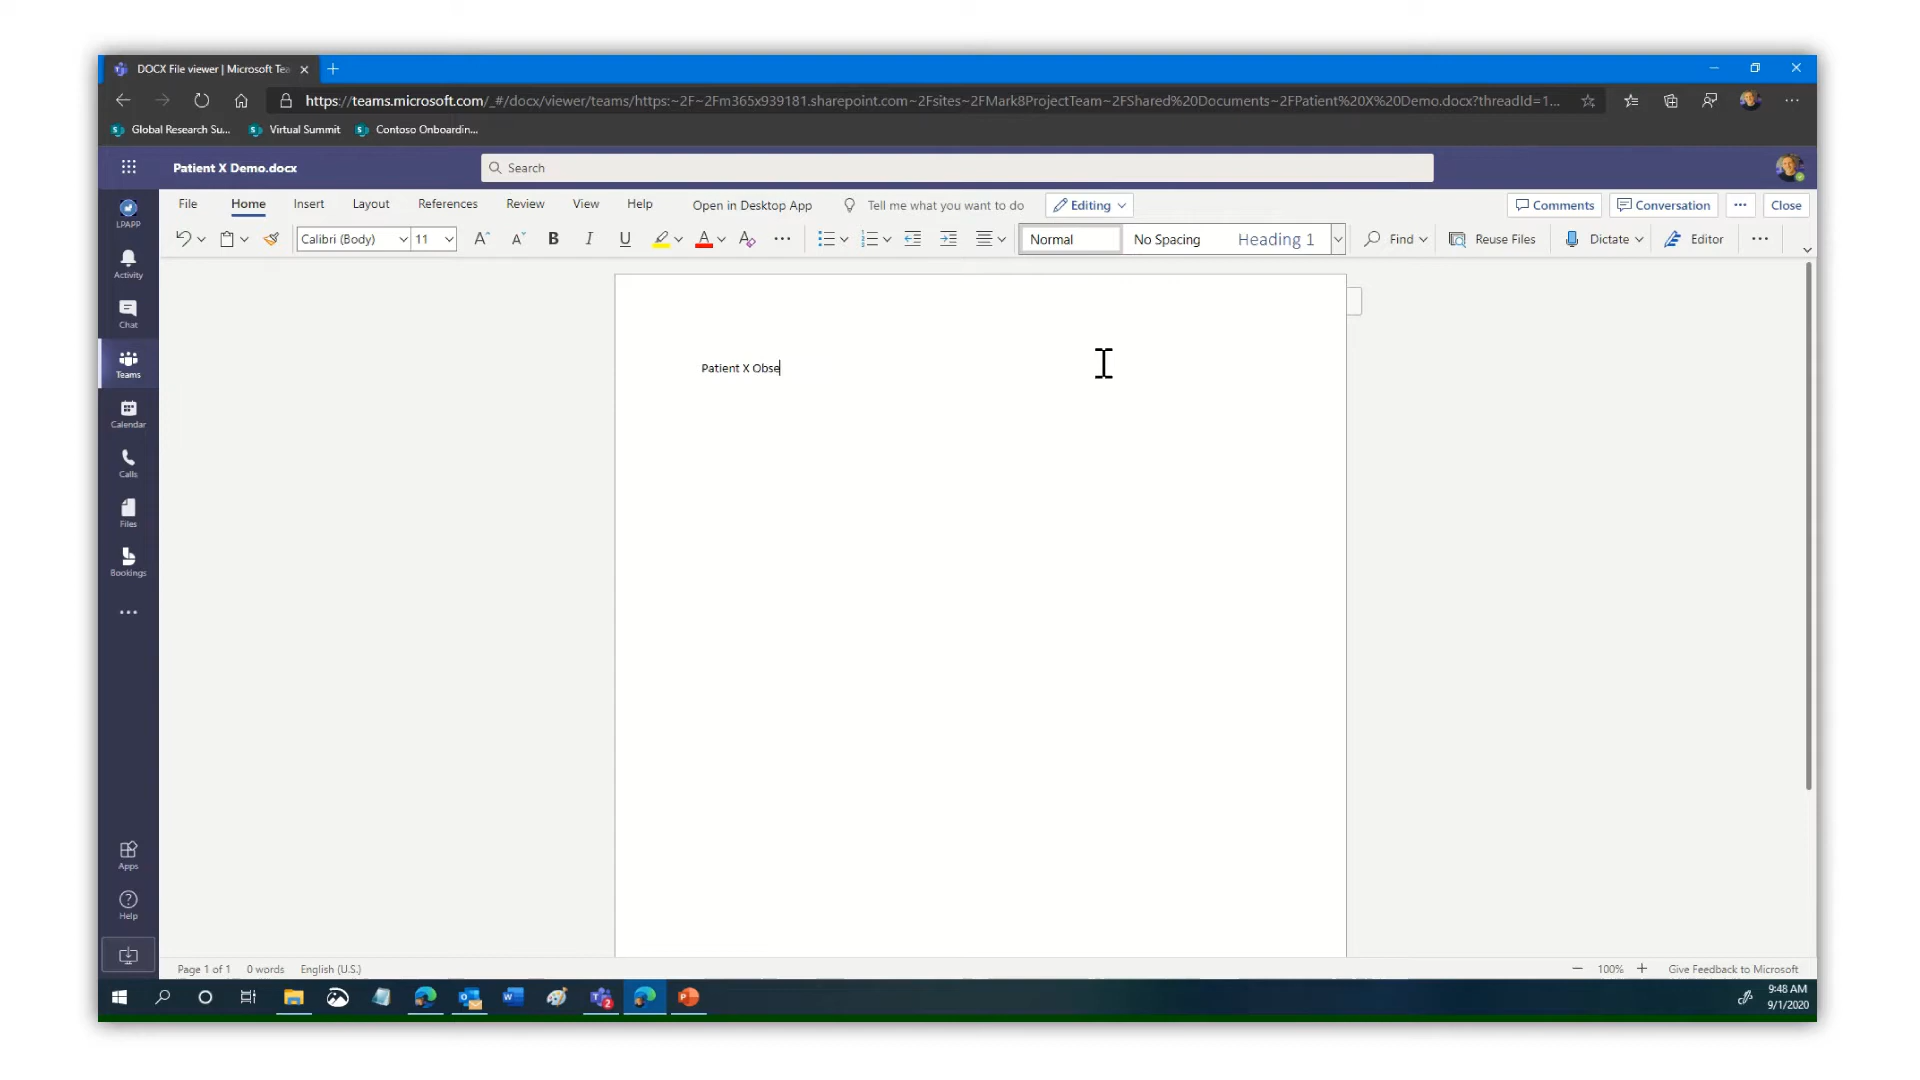 DOCX File viewer | Microsoft Tea
https://teams.microsoft.com/_#/docx/viewer/teams/https:~2F~2Fm365x939181.sharepoint.com~2Fsites~2FMark8ProjectTeam~2FShared%20Documents~2FPatient%20X%20Demo.docx?threadId=1...
Global Research Su... Virtual Summit Contoso Onboardin...
Patient X Demo.docx Search
File Home Insert Layout References Review View Help Open in Desktop App Tell me what you want to do Editing Comments Conversation ... Close
Calibri (Body) 11 B I U A Normal No Spacing Heading 1 Find Reuse Files Dictate Editor
LPAPP
Activity
Chat
Teams
Calendar
Calls
Files
Bookings
Apps
Help
Patient X Obse
Page 1 of 1 0 words English (U.S.) 100% Give Feedback to Microsoft
9:48 AM
9/1/2020